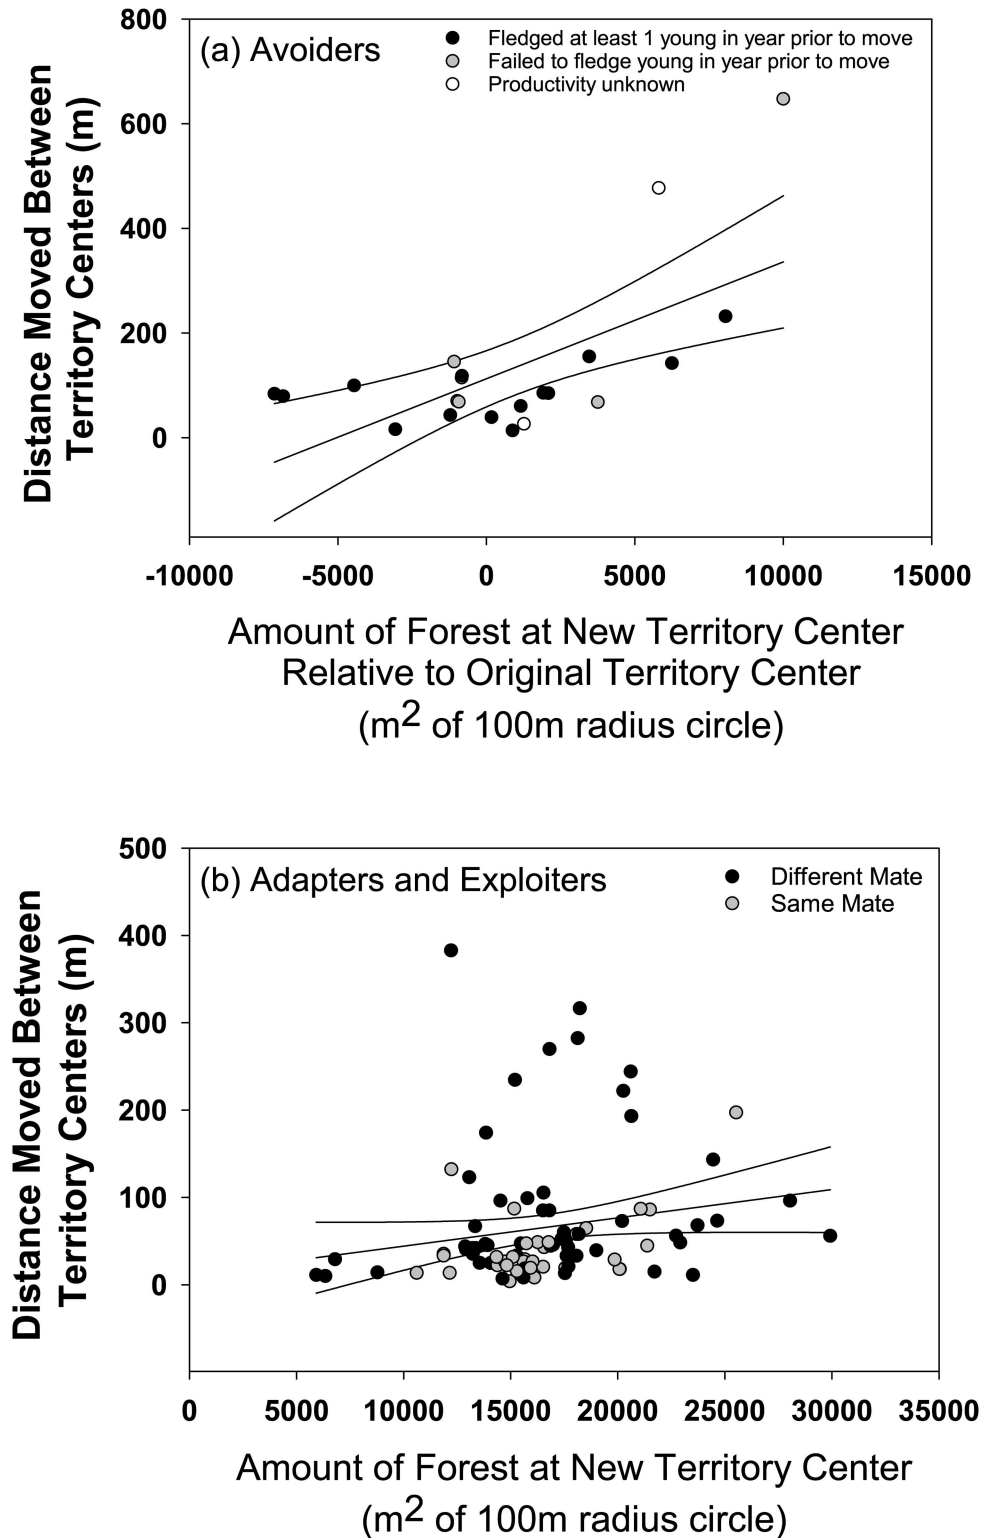 800
(a) Avoiders
Fledged at least 1 young in year prior to move
Failed to fledge young in year prior to move
Productivity unknown
600
400
200
0
Distance Moved Between
Territory Centers (m)
-10000 -5000 0 5000 10000 15000
Amount of Forest at New Territory Center
Relative to Original Territory Center
(m2 of 100m radius circle)
500
(b) Adapters and Exploiters
Different Mate
Same Mate
400
300
200
100
0
Distance Moved Between
Territory Centers (m)
0 5000 10000 15000 20000 25000 30000 35000
Amount of Forest at New Territory Center
(m2 of 100m radius circle)